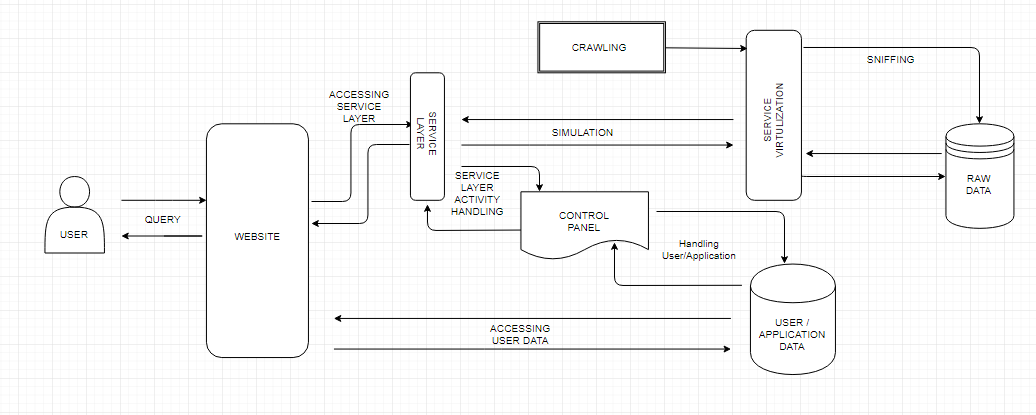 CRAWLING
SNIFFING
SERVICE
VIRTULIZATION
ACCESSING
SERVICE
LAYER
SERVICE
LAYER
SIMULATION
RAW
DATA
SERVICE
LAYER
ACTIVITY
HANDLING
USER
QUERY
WEBSITE
CONTROL
PANEL
Handling
User/Application
ACCESSING
USER DATA
USER /
APPLICATION
DATA